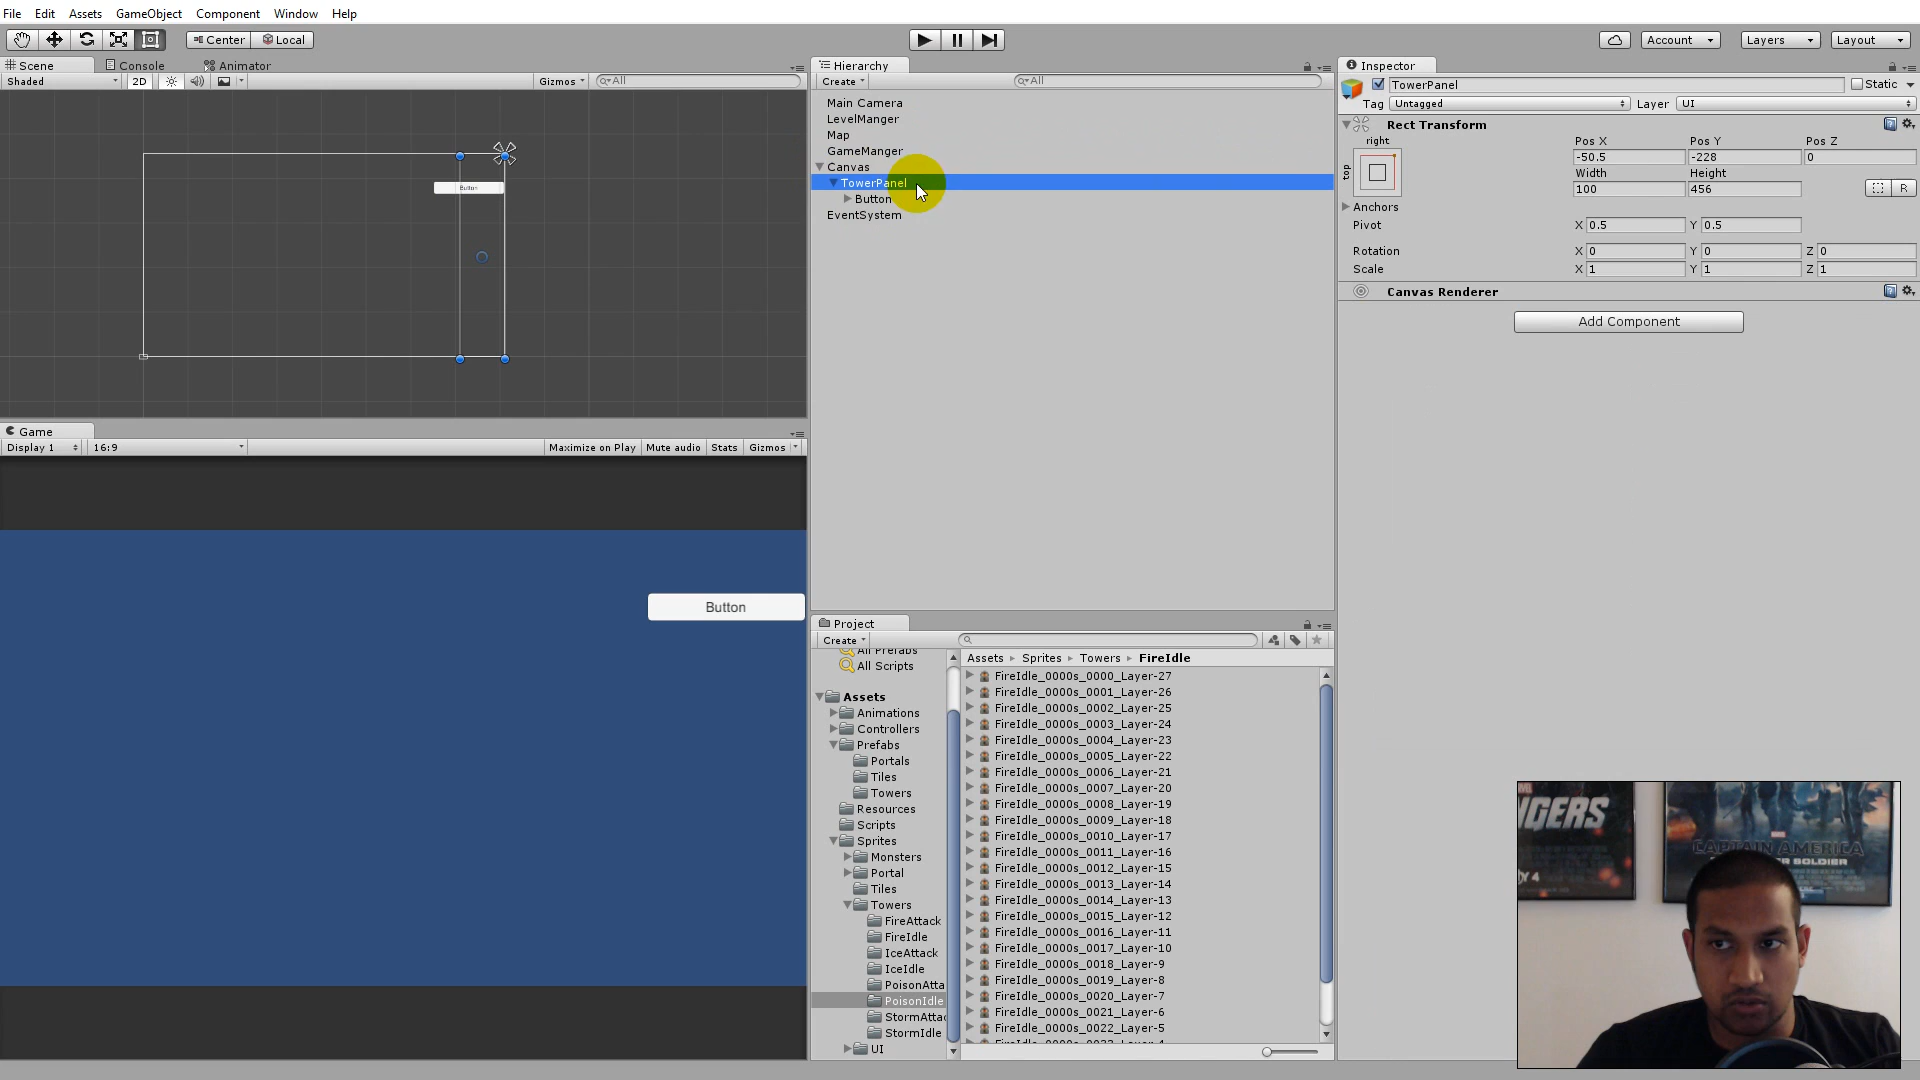 File Edit Assets GameObject Component Window Help
Center Local
Account Layers Layout
Scene Console Animator
Shaded 2D Gizmos All
Button
Game
Display 1 16:9 Maximize on Play Mute audio Stats Gizmos
Button
Hierarchy
Create All
Main Camera
LevelManger
Map
GameManger
Canvas
TowerPanel
Button
EventSystem
Project
Create
All Prefabs
All Scripts
Assets
Animations
Controllers
Prefabs
Portals
Tiles
Towers
Resources
Scripts
Sprites
Monsters
Portal
Tiles
Towers
FireAttack
FireIdle
IceAttack
IceIdle
PoisonAtta
PoisonIdle
StormAttac
StormIdle
UI
Assets Sprites Towers FireIdle
FireIdle_0000s_0000_Layer-27
FireIdle_0000s_0001_Layer-26
FireIdle_0000s_0002_Layer-25
FireIdle_0000s_0003_Layer-24
FireIdle_0000s_0004_Layer-23
FireIdle_0000s_0005_Layer-22
FireIdle_0000s_0006_Layer-21
FireIdle_0000s_0007_Layer-20
FireIdle_0000s_0008_Layer-19
FireIdle_0000s_0009_Layer-18
FireIdle_0000s_0010_Layer-17
FireIdle_0000s_0011_Layer-16
FireIdle_0000s_0012_Layer-15
FireIdle_0000s_0013_Layer-14
FireIdle_0000s_0014_Layer-13
FireIdle_0000s_0015_Layer-12
FireIdle_0000s_0016_Layer-11
FireIdle_0000s_0017_Layer-10
FireIdle_0000s_0018_Layer-9
FireIdle_0000s_0019_Layer-8
FireIdle_0000s_0020_Layer-7
FireIdle_0000s_0021_Layer-6
FireIdle_0000s_0022_Layer-5
Inspector
TowerPanel Static
Tag Untagged Layer UI
Rect Transform
right Pos X Pos Y Pos Z
top -50.5 -228 0
Width Height
100 456 R
Anchors
Pivot X 0.5 Y 0.5
Rotation X 0 Y 0 Z 0
Scale X 1 Y 1 Z 1
Canvas Renderer
Add Component
NGERS
Y 4
CAPTAIN AMERICA
SOLDIER